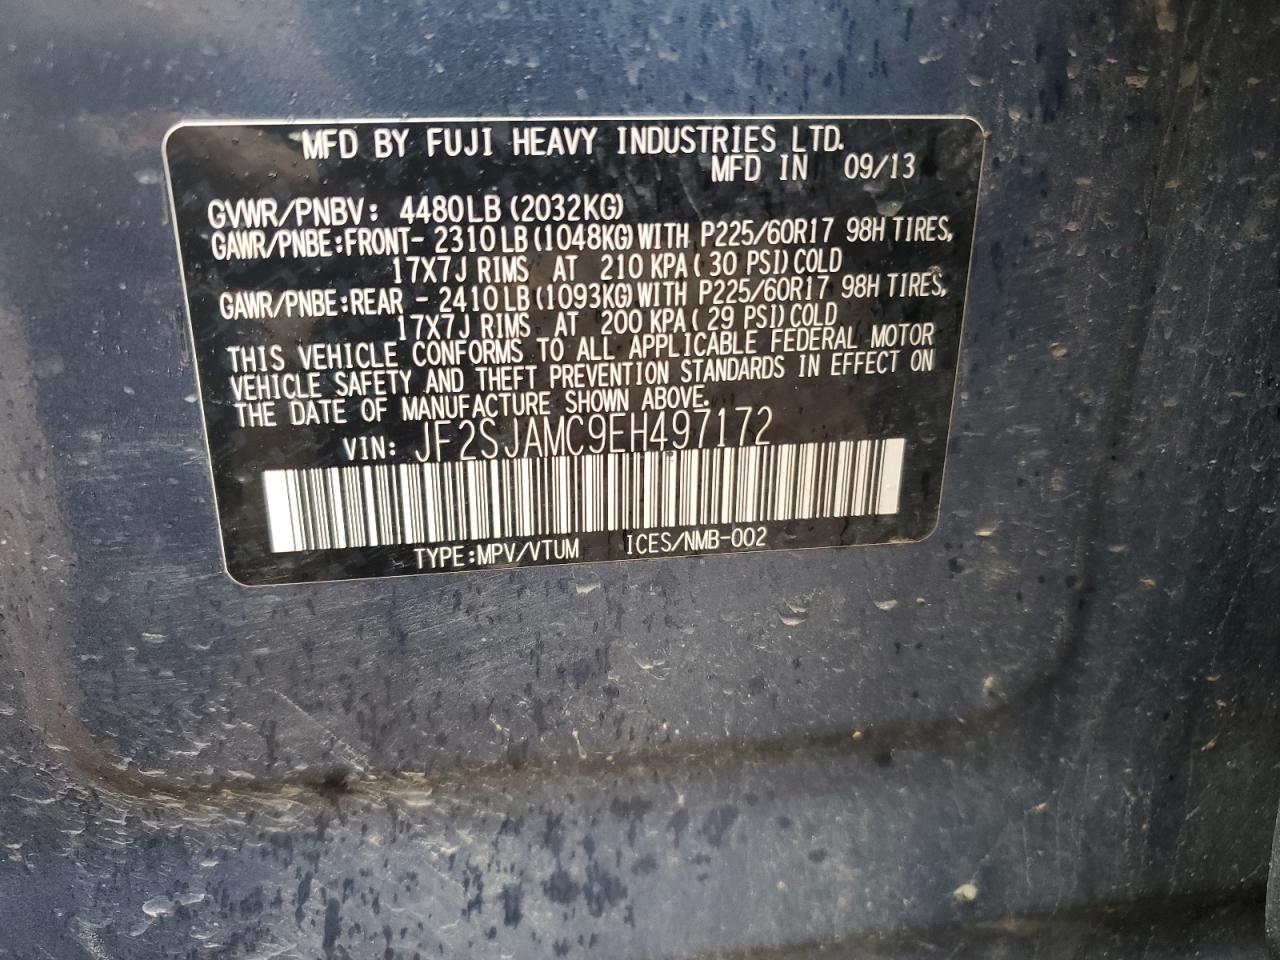 MFD BY FUJI HEAVY INDUSTRIES LTD.
MFD IN 09/13
GVWR/PNBV: 4480LB (2032KG)
GAWR/PNBE:FRONT- 2310LB(1048KG)WITH P225/60R17 98H TIRES,
17X7J RIMS AT 210 KPA(30 PSI)COLD
GAWR/PNBE:REAR - 2410LB(1093KG)WITH P225/60R17 98H TIRES,
17X7J RIMS AT 200 KPA(29 PSI)COLD
THIS VEHICLE CONFORMS TO ALL APPLICABLE FEDERAL MOTOR
VEHICLE SAFETY AND THEFT PREVENTION STANDARDS IN EFFECT ON
THE DATE OF MANUFACTURE SHOWN ABOVE.
VIN: JF2SJAMC9EH497172
TYPE:MPV/VTUM ICES/NMB-002